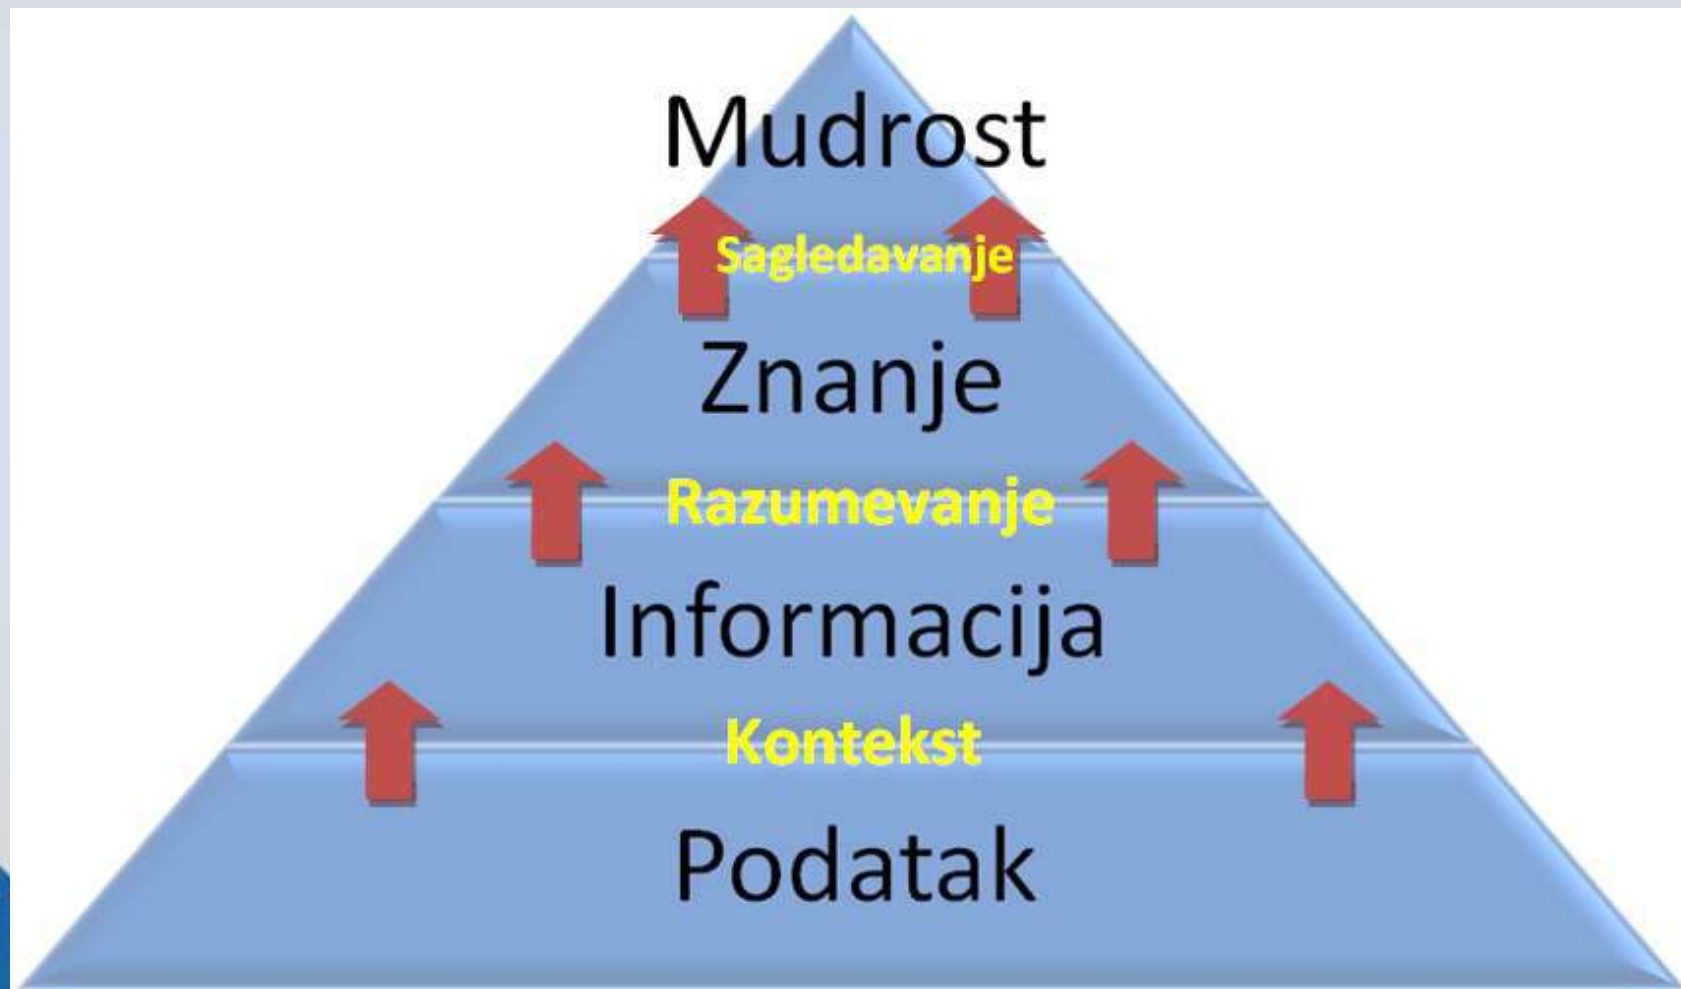 Mudrost
Sagledavanje
Znanje
Razumevanje
Informacija
Kontekst
Podatak